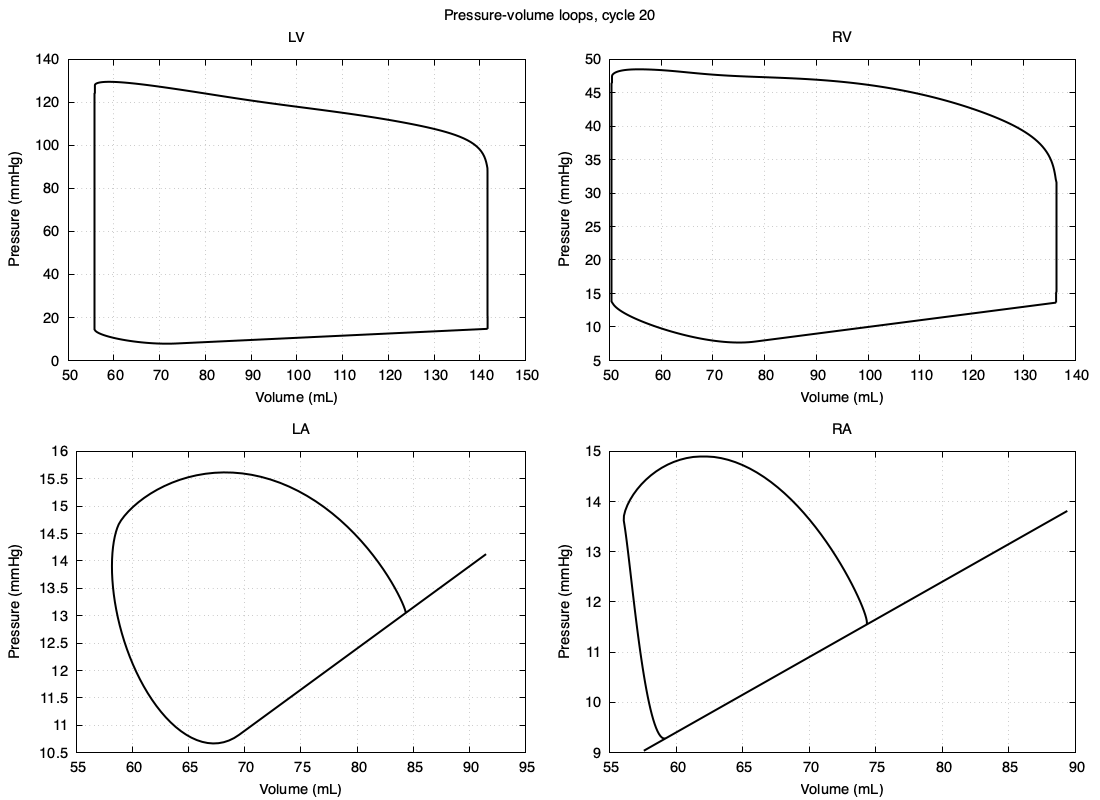 Pressure-volume loops, cycle 20
LV
140
120
100
80
60
40
20
0
50 60 70 80 90 100 110 120 130 140 150
Pressure (mmHg)
Volume (mL)
RV
50
45
40
35
30
25
20
15
10
5
50 60 70 80 90 100 110 120 130 140
Pressure (mmHg)
Volume (mL)
LA
16
15.5
15
14.5
14
13.5
13
12.5
12
11.5
11
10.5
55 60 65 70 75 80 85 90 95
Pressure (mmHg)
Volume (mL)
RA
15
14
13
12
11
10
9
55 60 65 70 75 80 85 90
Pressure (mmHg)
Volume (mL)